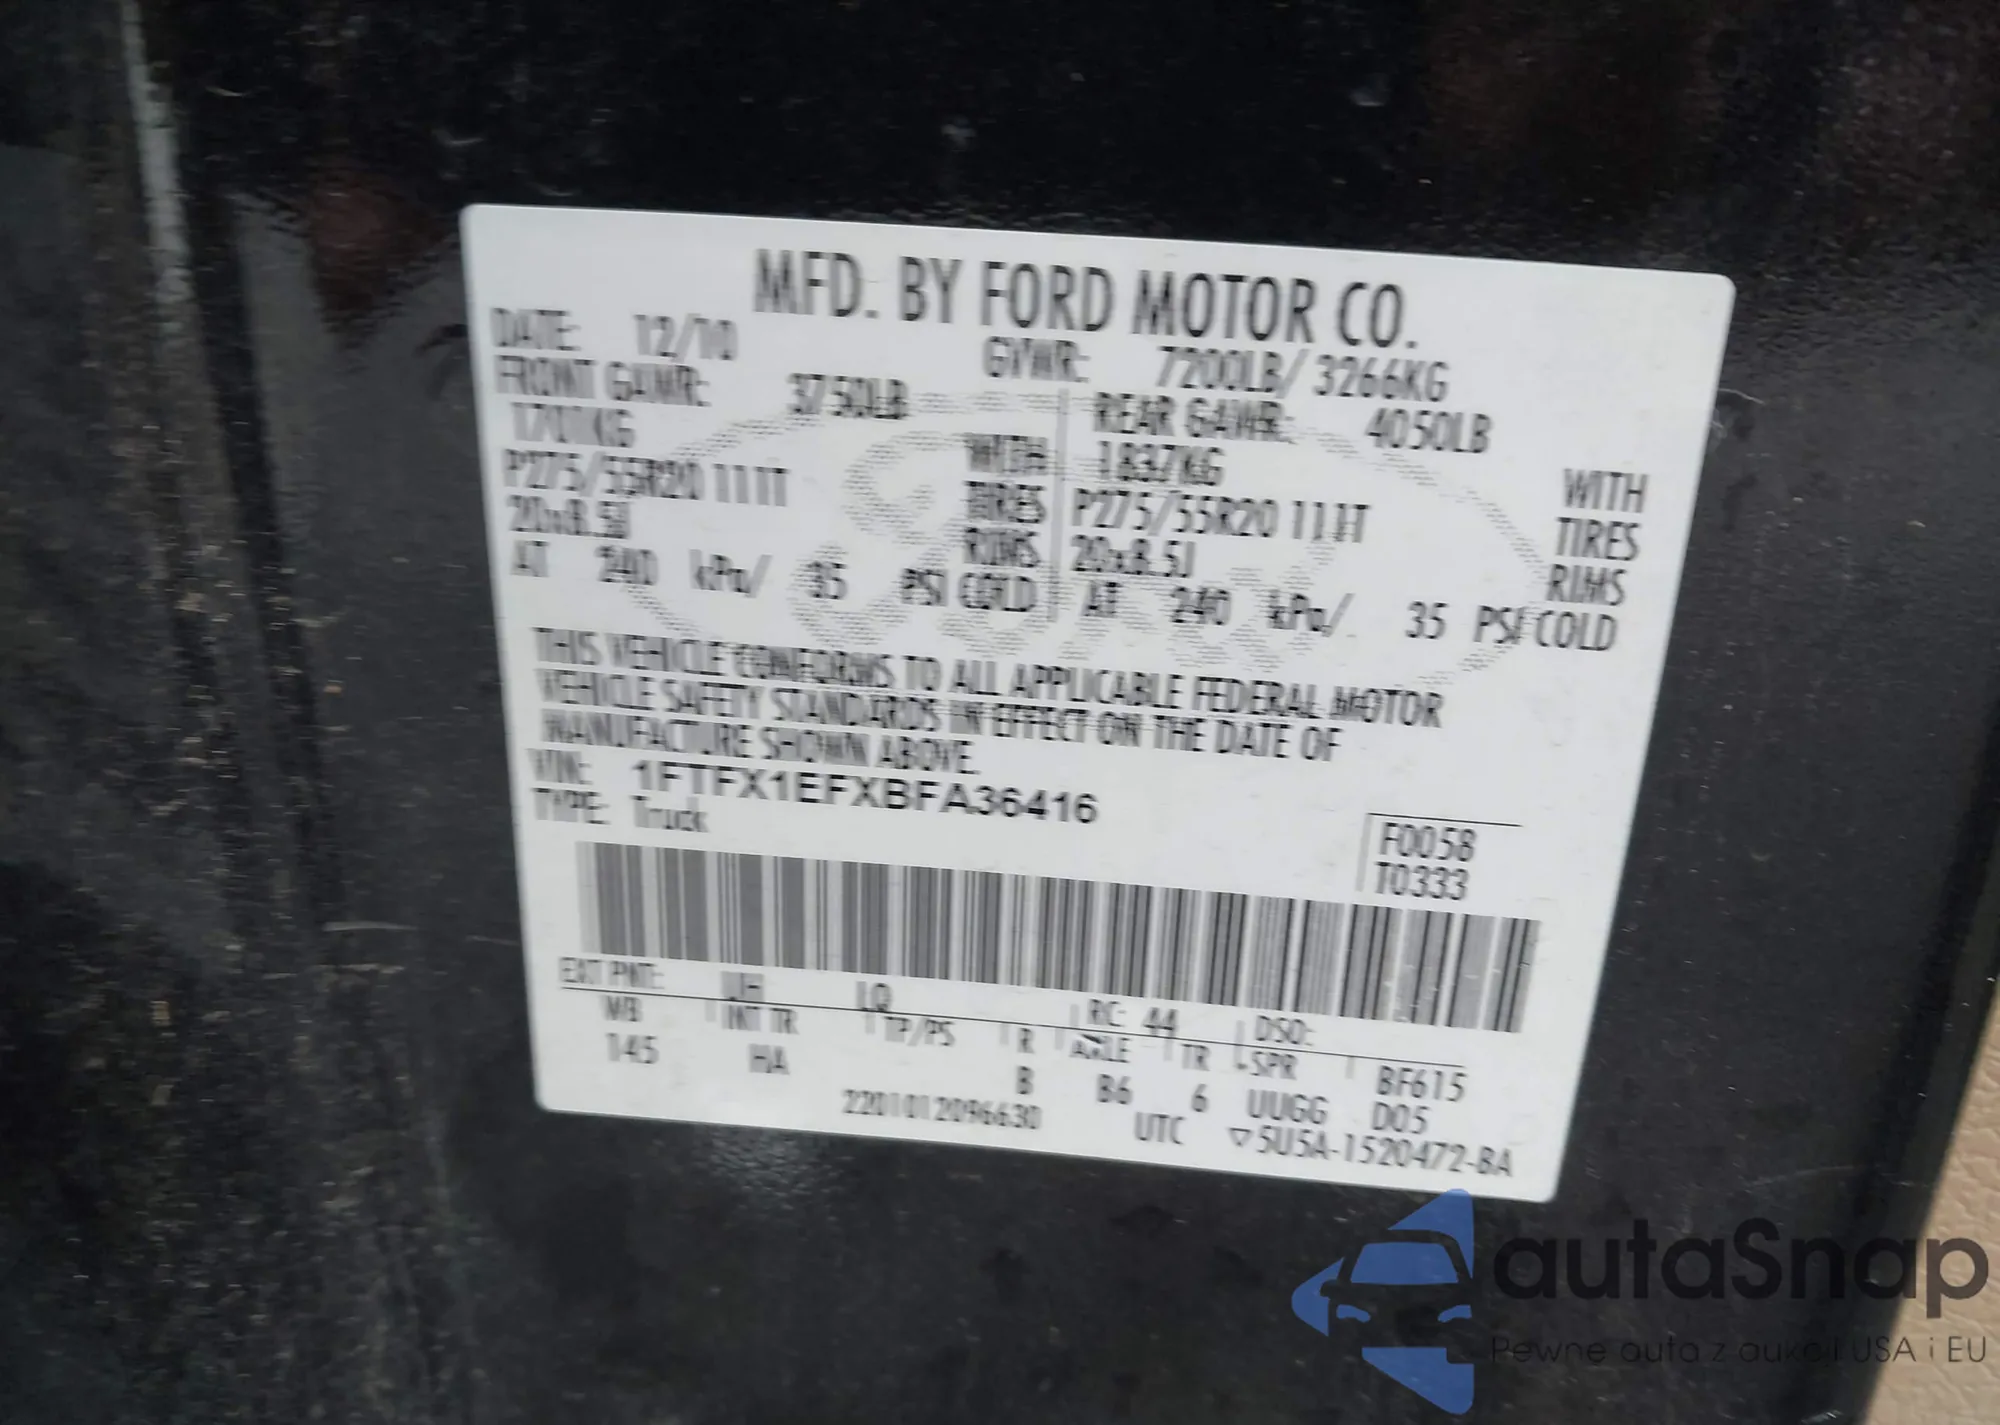 MFD. BY FORD MOTOR CO.
DATE: 12/10 GVWR: 7200LB/ 3266KG
FRONT GAWR: 3750LB REAR GAWR: 4050LB
1701KG WITH 1837KG WITH
P275/55R20 111T TIRES P275/55R20 111T TIRES
20x8.5J RIMS 20x8.5J RIMS
AT 240 kPa/ 35 PSI COLD AT 240 kPa/ 35 PSI COLD
THIS VEHICLE CONFORMS TO ALL APPLICABLE FEDERAL MOTOR
VEHICLE SAFETY STANDARDS IN EFFECT ON THE DATE OF
MANUFACTURE SHOWN ABOVE.
VIN: 1FTFX1EFXBFA36416
TYPE: Truck
F0058
T0333
EXT PNT: UH LQ RC: 44 DSO:
WB INT TR TP/PS R AXLE TR SPR BF615
145 HA B B6 6 UUGG D05
2201012096630 UTC ▽5U5A-1520472-BA
Ford
autaSnap
Pewne auta z aukcji USA i EU